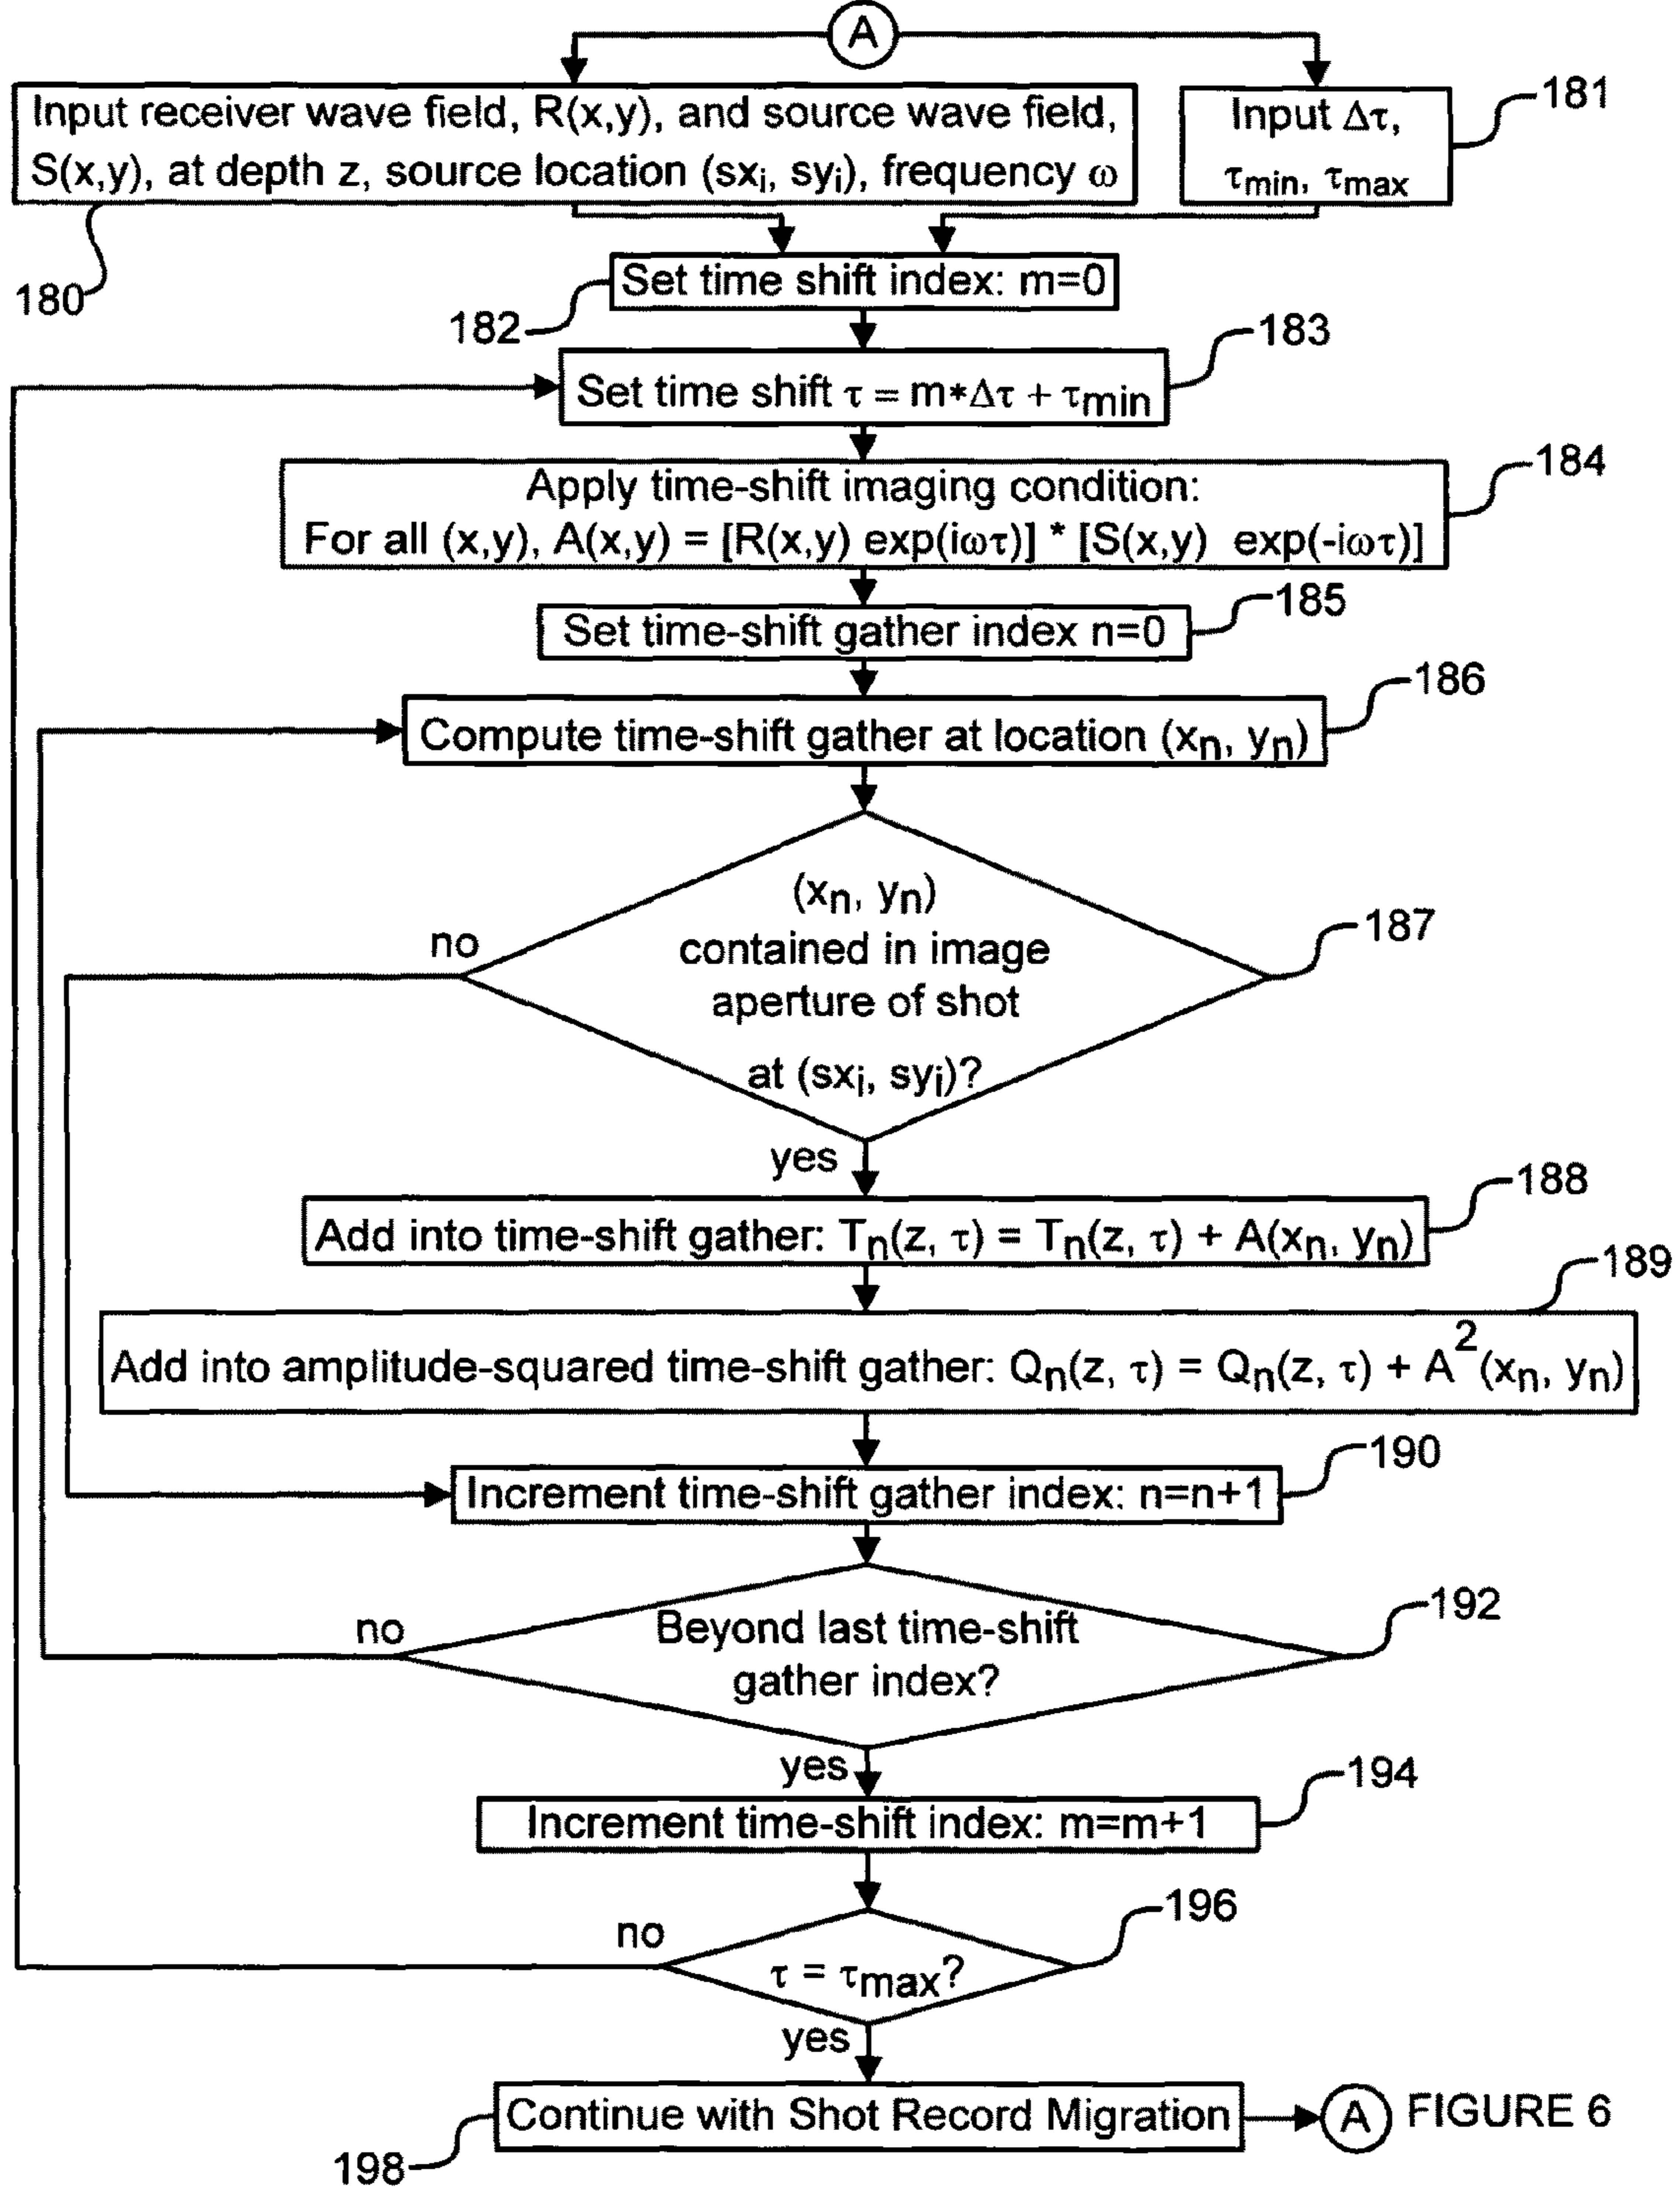 A
Input receiver wave field, R(x,y), and source wave field,
S(x,y), at depth z, source location (sxi, syi), frequency ω
180
Input Δτ,
τmin, τmax
181
Set time shift index: m=0
182
Set time shift τ = m*Δτ + τmin
183
Apply time-shift imaging condition:
For all (x,y), A(x,y) = [R(x,y) exp(iωτ)] * [S(x,y) exp(-iωτ)]
184
Set time-shift gather index n=0
185
Compute time-shift gather at location (xn, yn)
186
(xn, yn)
contained in image
aperture of shot
at (sxi, syi)?
187
no
yes
Add into time-shift gather: Tn(z, τ) = Tn(z, τ) + A(xn, yn)
188
Add into amplitude-squared time-shift gather: Qn(z, τ) = Qn(z, τ) + A2(xn, yn)
189
Increment time-shift gather index: n=n+1
190
Beyond last time-shift
gather index?
192
no
yes
Increment time-shift index: m=m+1
194
τ = τmax?
196
no
yes
Continue with Shot Record Migration
198
A
FIGURE 6